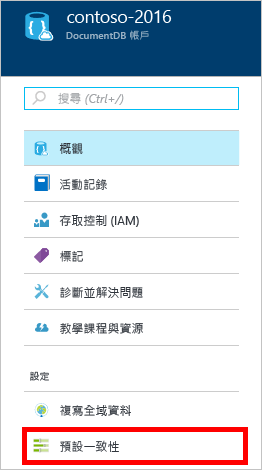 contoso-2016
DocumentDB 帳戶
搜尋 (Ctrl+/)
概觀
活動記錄
存取控制 (IAM)
標記
診斷並解決問題
教學課程與資源
設定
複寫全域資料
預設一致性